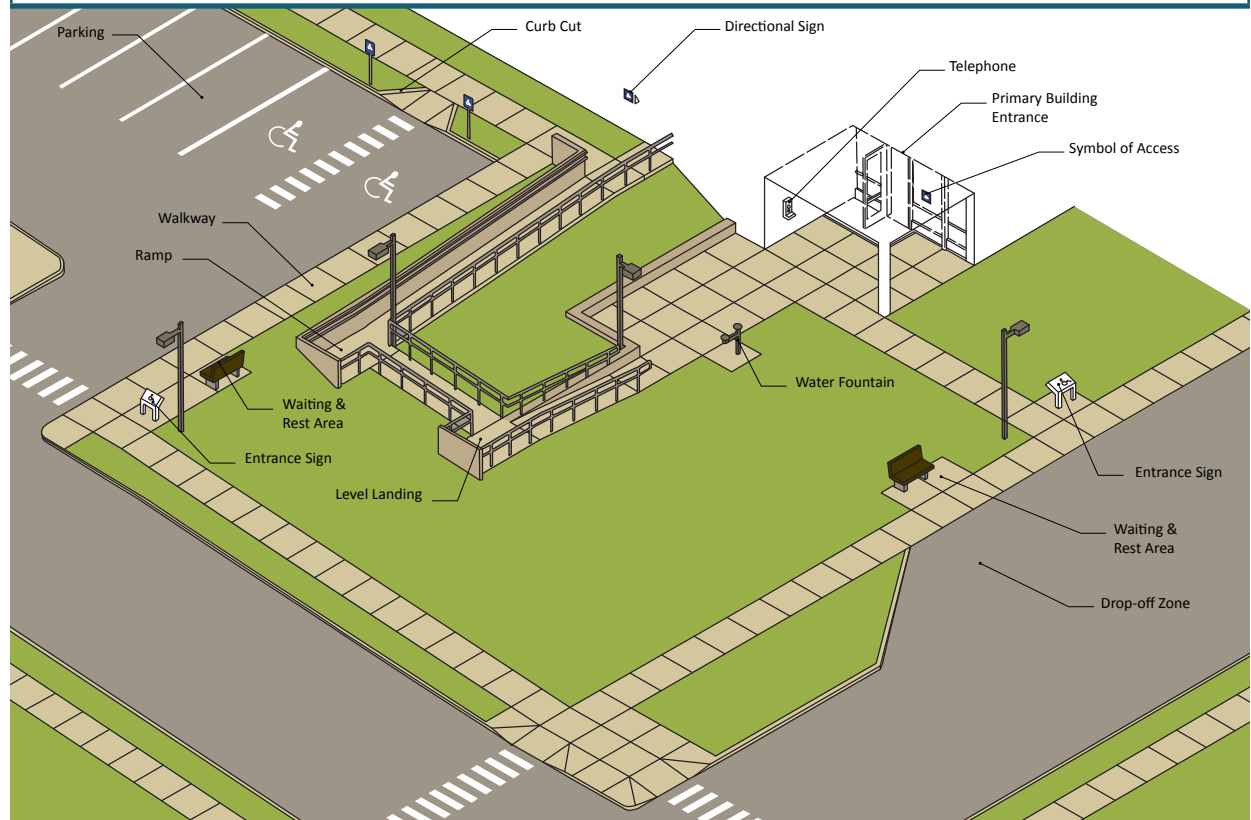 Parking
Curb Cut
Directional Sign
Telephone
Primary Building
Entrance
Symbol of Access
Walkway
Ramp
Waiting &
Rest Area
Water Fountain
Entrance Sign
Level Landing
Entrance Sign
Waiting &
Rest Area
Drop-off Zone